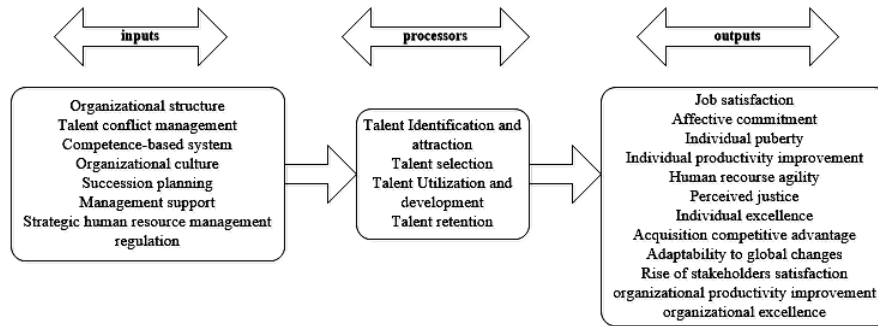 inputs
processors
outputs
Organizational structure
Talent conflict management
Competence-based system
Organizational culture
Succession planning
Management support
Strategic human resource management
regulation
Talent Identification and
attraction
Talent selection
Talent Utilization and
development
Talent retention
Job satisfaction
Affective commitment
Individual puberty
Individual productivity improvement
Human recourse agility
Perceived justice
Individual excellence
Acquisition competitive advantage
Adaptability to global changes
Rise of stakeholders satisfaction
organizational productivity improvement
organizational excellence